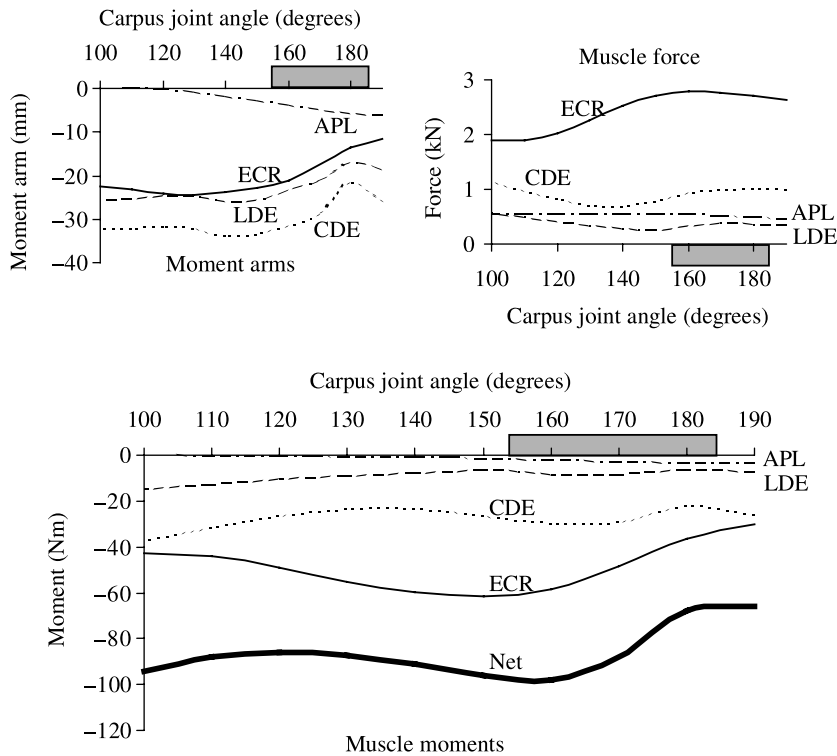 Carpus joint angle (degrees)
100 120 140 160 180
0
−10
−20
−30
−40
Moment arm (mm)
APL
ECR
LDE
CDE
Moment arms
Muscle force
3
2
1
0
Force (kN)
ECR
CDE
APL
LDE
100 120 140 160 180
Carpus joint angle (degrees)
Carpus joint angle (degrees)
100 110 120 130 140 150 160 170 180 190
0
−20
−40
−60
−80
−100
−120
Moment (Nm)
APL
LDE
CDE
ECR
Net
Muscle moments